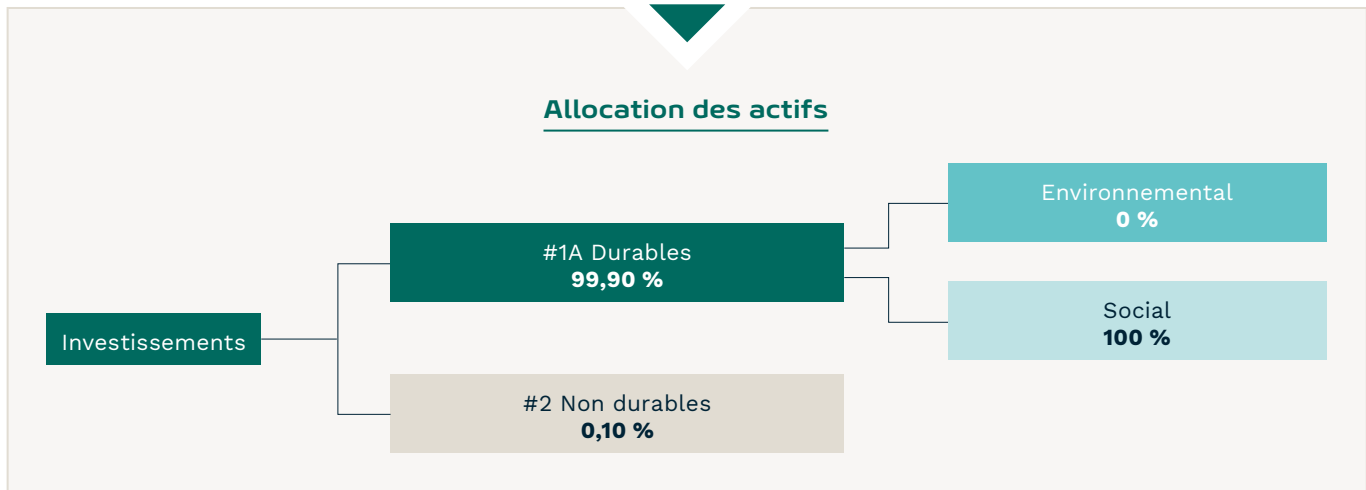 Allocation des actifs
Investissements
#1A Durables
99,90 %
#2 Non durables
0,10 %
Environnemental
0 %
Social
100 %